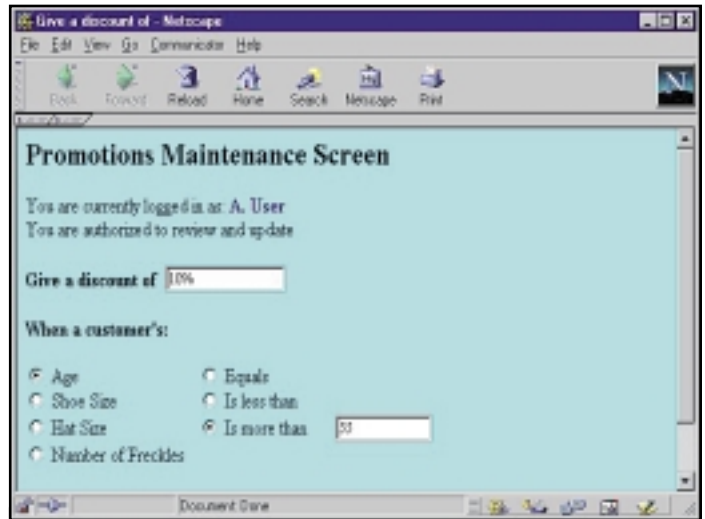 Give a discount of - Netscape
File Edit View Go Communicator Help
Back Forward Reload Home Search Netscape Print
N
Promotions Maintenance Screen
You are currently logged in as: A. User
You are authorized to review and update
Give a discount of 10%
When a customer's:
Age Equals
Shoe Size Is less than
Hat Size Is more than 55
Number of Freckles
Document Done